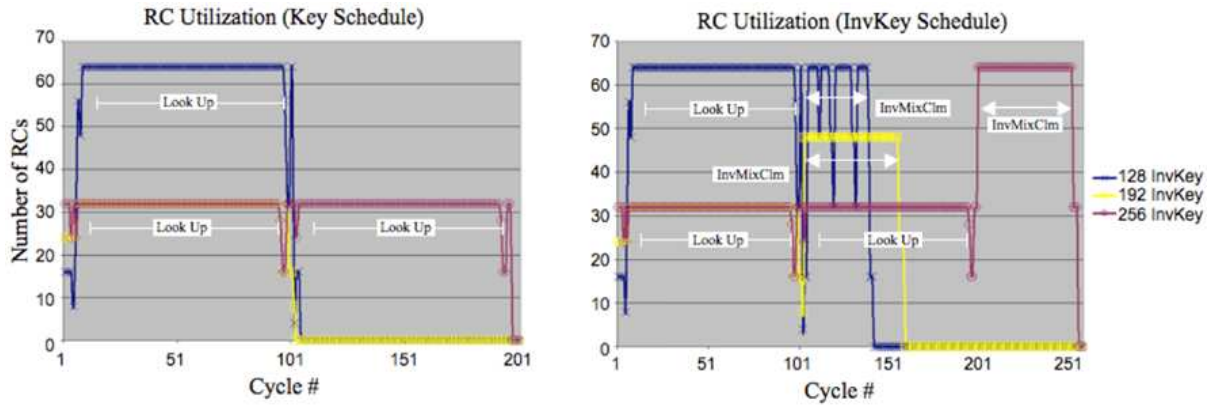 RC Utilization (Key Schedule)
70
60
50
40
30
20
10
0
Number of RCs
Look Up
Look Up
Look Up
1
51
101
151
201
Cycle #
RC Utilization (InvKey Schedule)
70
60
50
40
30
20
10
0
Look Up
InvMixClm
InvMixClm
InvMixClm
Look Up
Look Up
1
51
101
151
201
251
Cycle #
128 InvKey
192 InvKey
256 InvKey